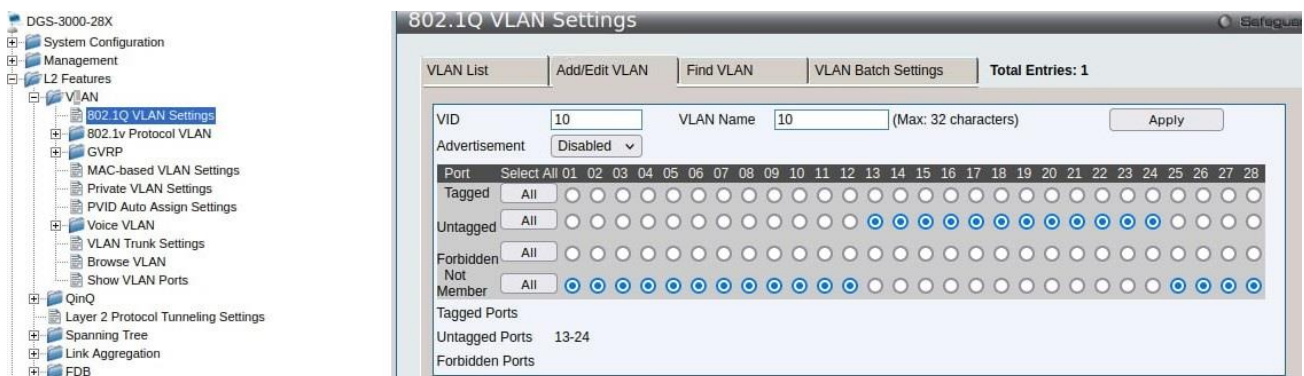 DGS-3000-28X
System Configuration
Management
L2 Features
VLAN
802.1Q VLAN Settings
802.1v Protocol VLAN
GVRP
MAC-based VLAN Settings
Private VLAN Settings
PVID Auto Assign Settings
Voice VLAN
VLAN Trunk Settings
Browse VLAN
Show VLAN Ports
QinQ
Layer 2 Protocol Tunneling Settings
Spanning Tree
Link Aggregation
FDB
802.1Q VLAN Settings
VLAN List Add/Edit VLAN Find VLAN VLAN Batch Settings Total Entries: 1
VID 10 VLAN Name 10 (Max: 32 characters) Apply
Advertisement Disabled
Port Select All 01 02 03 04 05 06 07 08 09 10 11 12 13 14 15 16 17 18 19 20 21 22 23 24 25 26 27 28
Tagged All
Untagged All
Forbidden All
Not Member All
Tagged Ports
Untagged Ports 13-24
Forbidden Ports